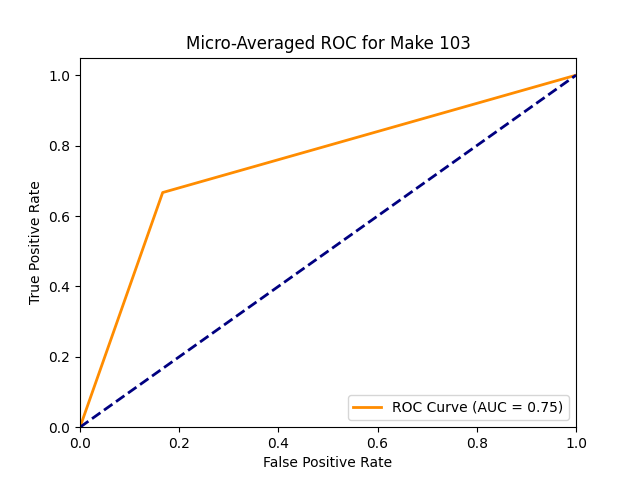 Micro-Averaged ROC for Make 103
1.0
0.8
0.6
0.4
0.2
0.0
True Positive Rate
ROC Curve (AUC = 0.75)
0.0 0.2 0.4 0.6 0.8 1.0
False Positive Rate